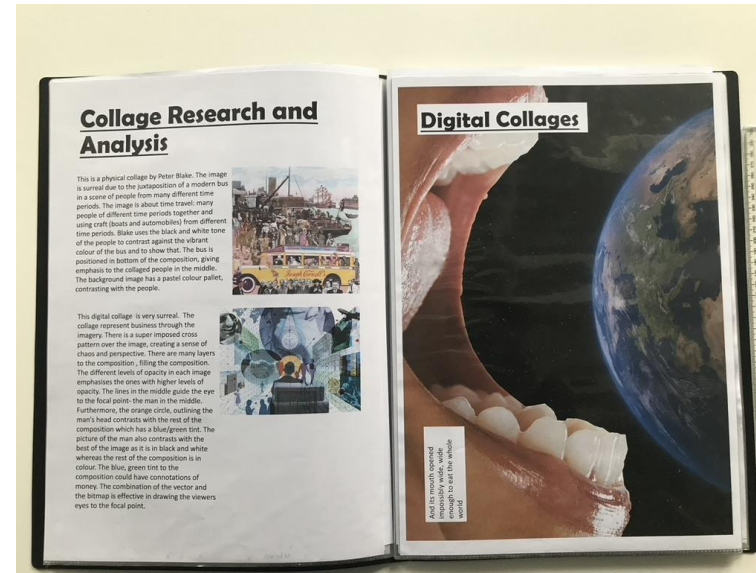 Collage Research and
Analysis
This is a physical collage by Peter Blake. The image
is surreal due to the juxtaposition of a modern bus
in a scene of people from many different time
periods. The image is about time travel: many
people of different time periods together and
using craft (boats and automobiles) from different
time periods. Blake uses the black and white tone
of the people to contrast against the vibrant
colour of the bus and to show that. The bus is
positioned in bottom of the composition, giving
emphasis to the collaged people in the middle.
The background image has a pastel colour pallet,
contrasting with the people.
This digital collage is very surreal. The
collage represent business through the
imagery. There is a super imposed cross
pattern over the image, creating a sense of
chaos and perspective. There are many layers
to the composition , filling the composition.
The different levels of opacity in each image
emphasises the ones with higher levels of
opacity. The lines in the middle guide the eye
to the focal point- the man in the middle.
Furthermore, the orange circle, outlining the
man's head contrasts with the rest of the
composition which has a blue/green tint. The
picture of the man also contrasts with the
best of the image as it is in black and white
whereas the rest of the composition is in
colour. The blue, green tint to the
composition could have connotations of
money. The combination of the vector and
the bitmap is effective in drawing the viewers
eyes to the focal point.
Digital Collages
And its mouth opened
impossibly wide, wide
enough to eat the whole
world